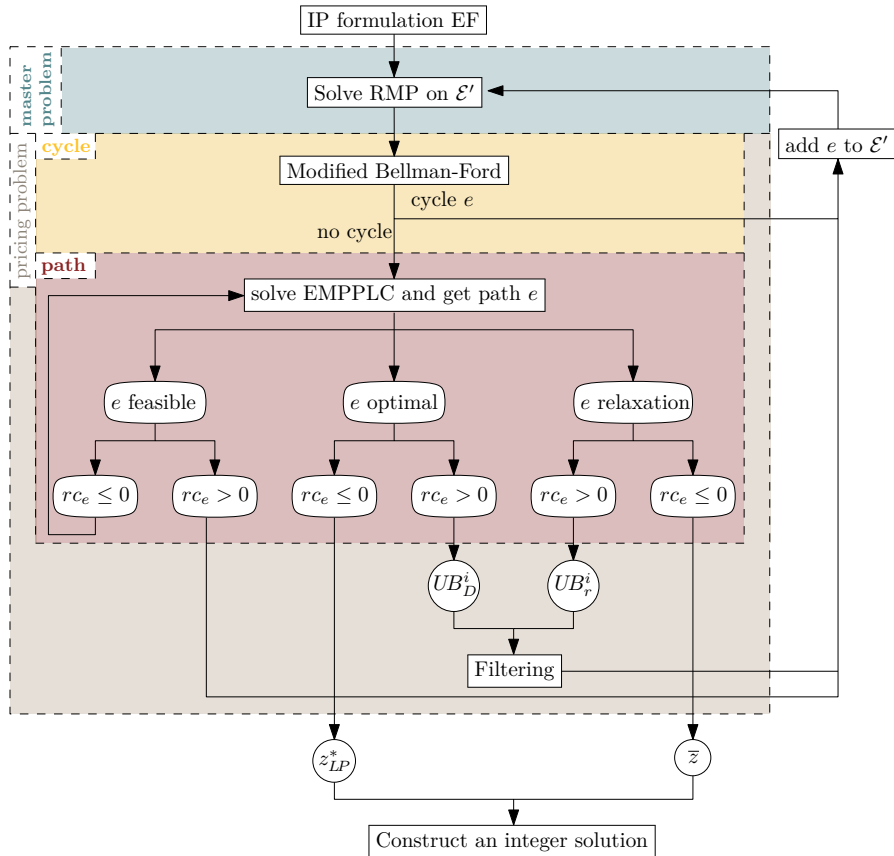 IP formulation EF
master
problem
Solve RMP on ℰ′
pricing problem
cycle
add e to ℰ′
Modified Bellman-Ford
cycle e
no cycle
path
solve EMPPLC and get path e
e feasible
e optimal
e relaxation
rc_e ≤ 0
rc_e > 0
rc_e ≤ 0
rc_e > 0
rc_e > 0
rc_e ≤ 0
UB_D^i
UB_r^i
Filtering
z_{LP}^*
z̅
Construct an integer solution